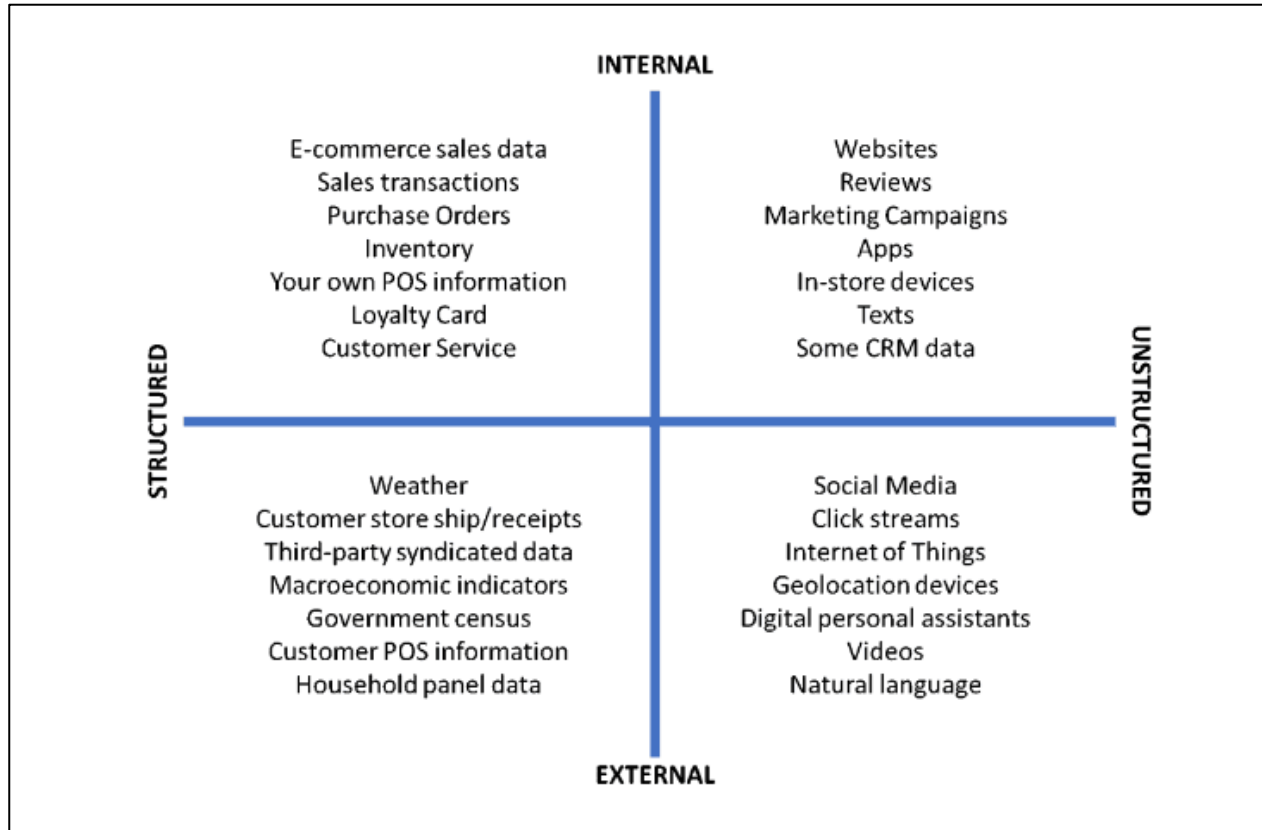 INTERNAL
E-commerce sales data
Sales transactions
Purchase Orders
Inventory
Your own POS information
Loyalty Card
Customer Service
Websites
Reviews
Marketing Campaigns
Apps
In-store devices
Texts
Some CRM data
STRUCTURED
UNSTRUCTURED
Weather
Customer store ship/receipts
Third-party syndicated data
Macroeconomic indicators
Government census
Customer POS information
Household panel data
Social Media
Click streams
Internet of Things
Geolocation devices
Digital personal assistants
Videos
Natural language
EXTERNAL